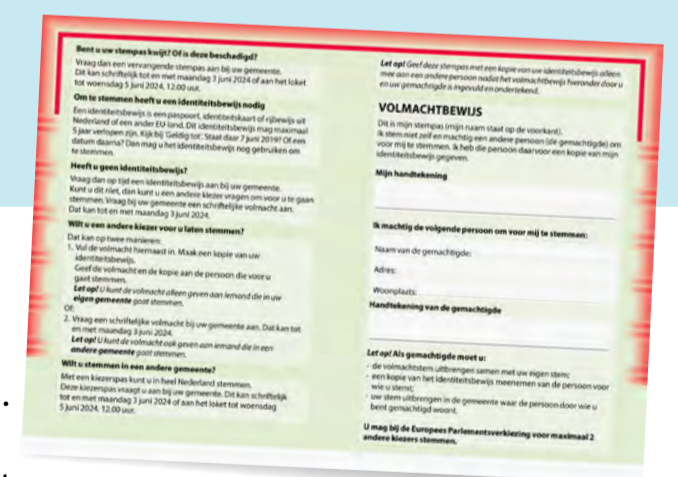 Bent u uw stempas kwijt? Of is deze beschadigd?
Vraag dan een vervangende stempas aan bij uw gemeente.
Dit kan schriftelijk tot en met maandag 3 juni 2024 of aan het loket
tot woensdag 5 juni 2024, 12.00 uur.
Om te stemmen heeft u een identiteitsbewijs nodig
Een identiteitsbewijs is een paspoort, identiteitskaart of rijbewijs uit
Nederland of een ander EU land. Dit identiteitsbewijs mag maximaal
5 jaar verlopen zijn. Kijk bij 'Geldig tot'. Staat daar 7 juni 2019? Of een
datum daarna? Dan mag u het identiteitsbewijs nog gebruiken om
te stemmen.
Heeft u geen identiteitsbewijs?
Vraag dan op tijd een identiteitsbewijs aan bij uw gemeente.
Kunt u dit niet, dan kunt u een andere kiezer vragen om voor u te gaan
stemmen. Vraag bij uw gemeente een schriftelijke volmacht aan.
Dat kan tot en met maandag 3 juni 2024.
Wilt u een andere kiezer voor u laten stemmen?
Dat kan op twee manieren:
1. Vul de volmacht hiernaast in. Maak een kopie van uw
identiteitsbewijs.
Geef de volmacht en de kopie aan de persoon die voor u
gaat stemmen.
Let op! U kunt de volmacht alleen geven aan iemand die in uw
eigen gemeente gaat stemmen.
OF:
2. Vraag een schriftelijke volmacht bij uw gemeente aan. Dat kan tot
en met maandag 3 juni 2024.
Let op! U kunt de volmacht ook geven aan iemand die in een
andere gemeente gaat stemmen.
Wilt u stemmen in een andere gemeente?
Met een kiezerspas kunt u in heel Nederland stemmen.
Deze kiezerspas vraagt u aan bij uw gemeente. Dit kan schriftelijk
tot en met maandag 3 juni 2024 of aan het loket tot woensdag
5 juni 2024, 12.00 uur.
Let op! Geef deze stempas met een kopie van uw identiteitsbewijs alleen
mee aan een andere persoon nadat het volmachtbewijs hieronder door u
en uw gemachtigde is ingevuld en ondertekend.
VOLMACHTBEWIJS
Dit is mijn stempas (mijn naam staat op de voorkant).
Ik stem niet zelf en machtig een andere persoon (de gemachtigde) om
voor mij te stemmen. Ik heb die persoon daarvoor een kopie van mijn
identiteitsbewijs gegeven.
Mijn handtekening
Ik machtig de volgende persoon om voor mij te stemmen:
Naam van de gemachtigde:
Adres:
Woonplaats:
Handtekening van de gemachtigde
Let op! Als gemachtigde moet u:
- de volmachtstem uitbrengen samen met uw eigen stem;
- een kopie van het identiteitsbewijs meenemen van de persoon voor
wie u stemt;
- uw stem uitbrengen in de gemeente waar de persoon door wie u
bent gemachtigd woont.
U mag bij de Europees Parlementsverkiezing voor maximaal 2
andere kiezers stemmen.